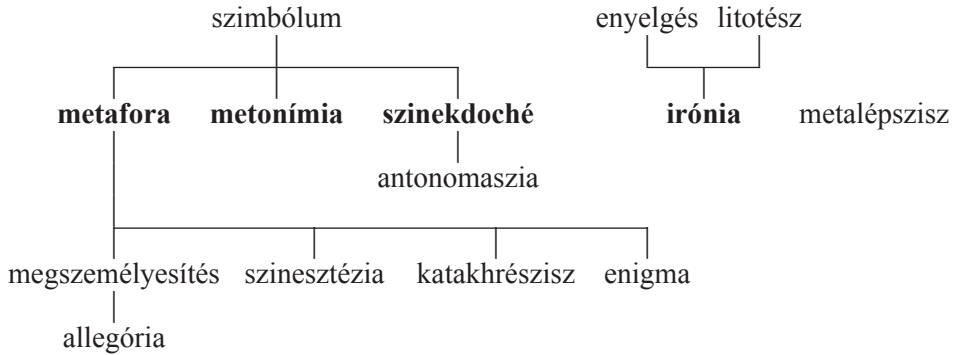 szimbólum enyelgés litotész
metafora metonímia szinekdoché irónia metalépszisz
antonomaszia
megszemélyesítés szinesztézia katakhrészisz enigma
allegória